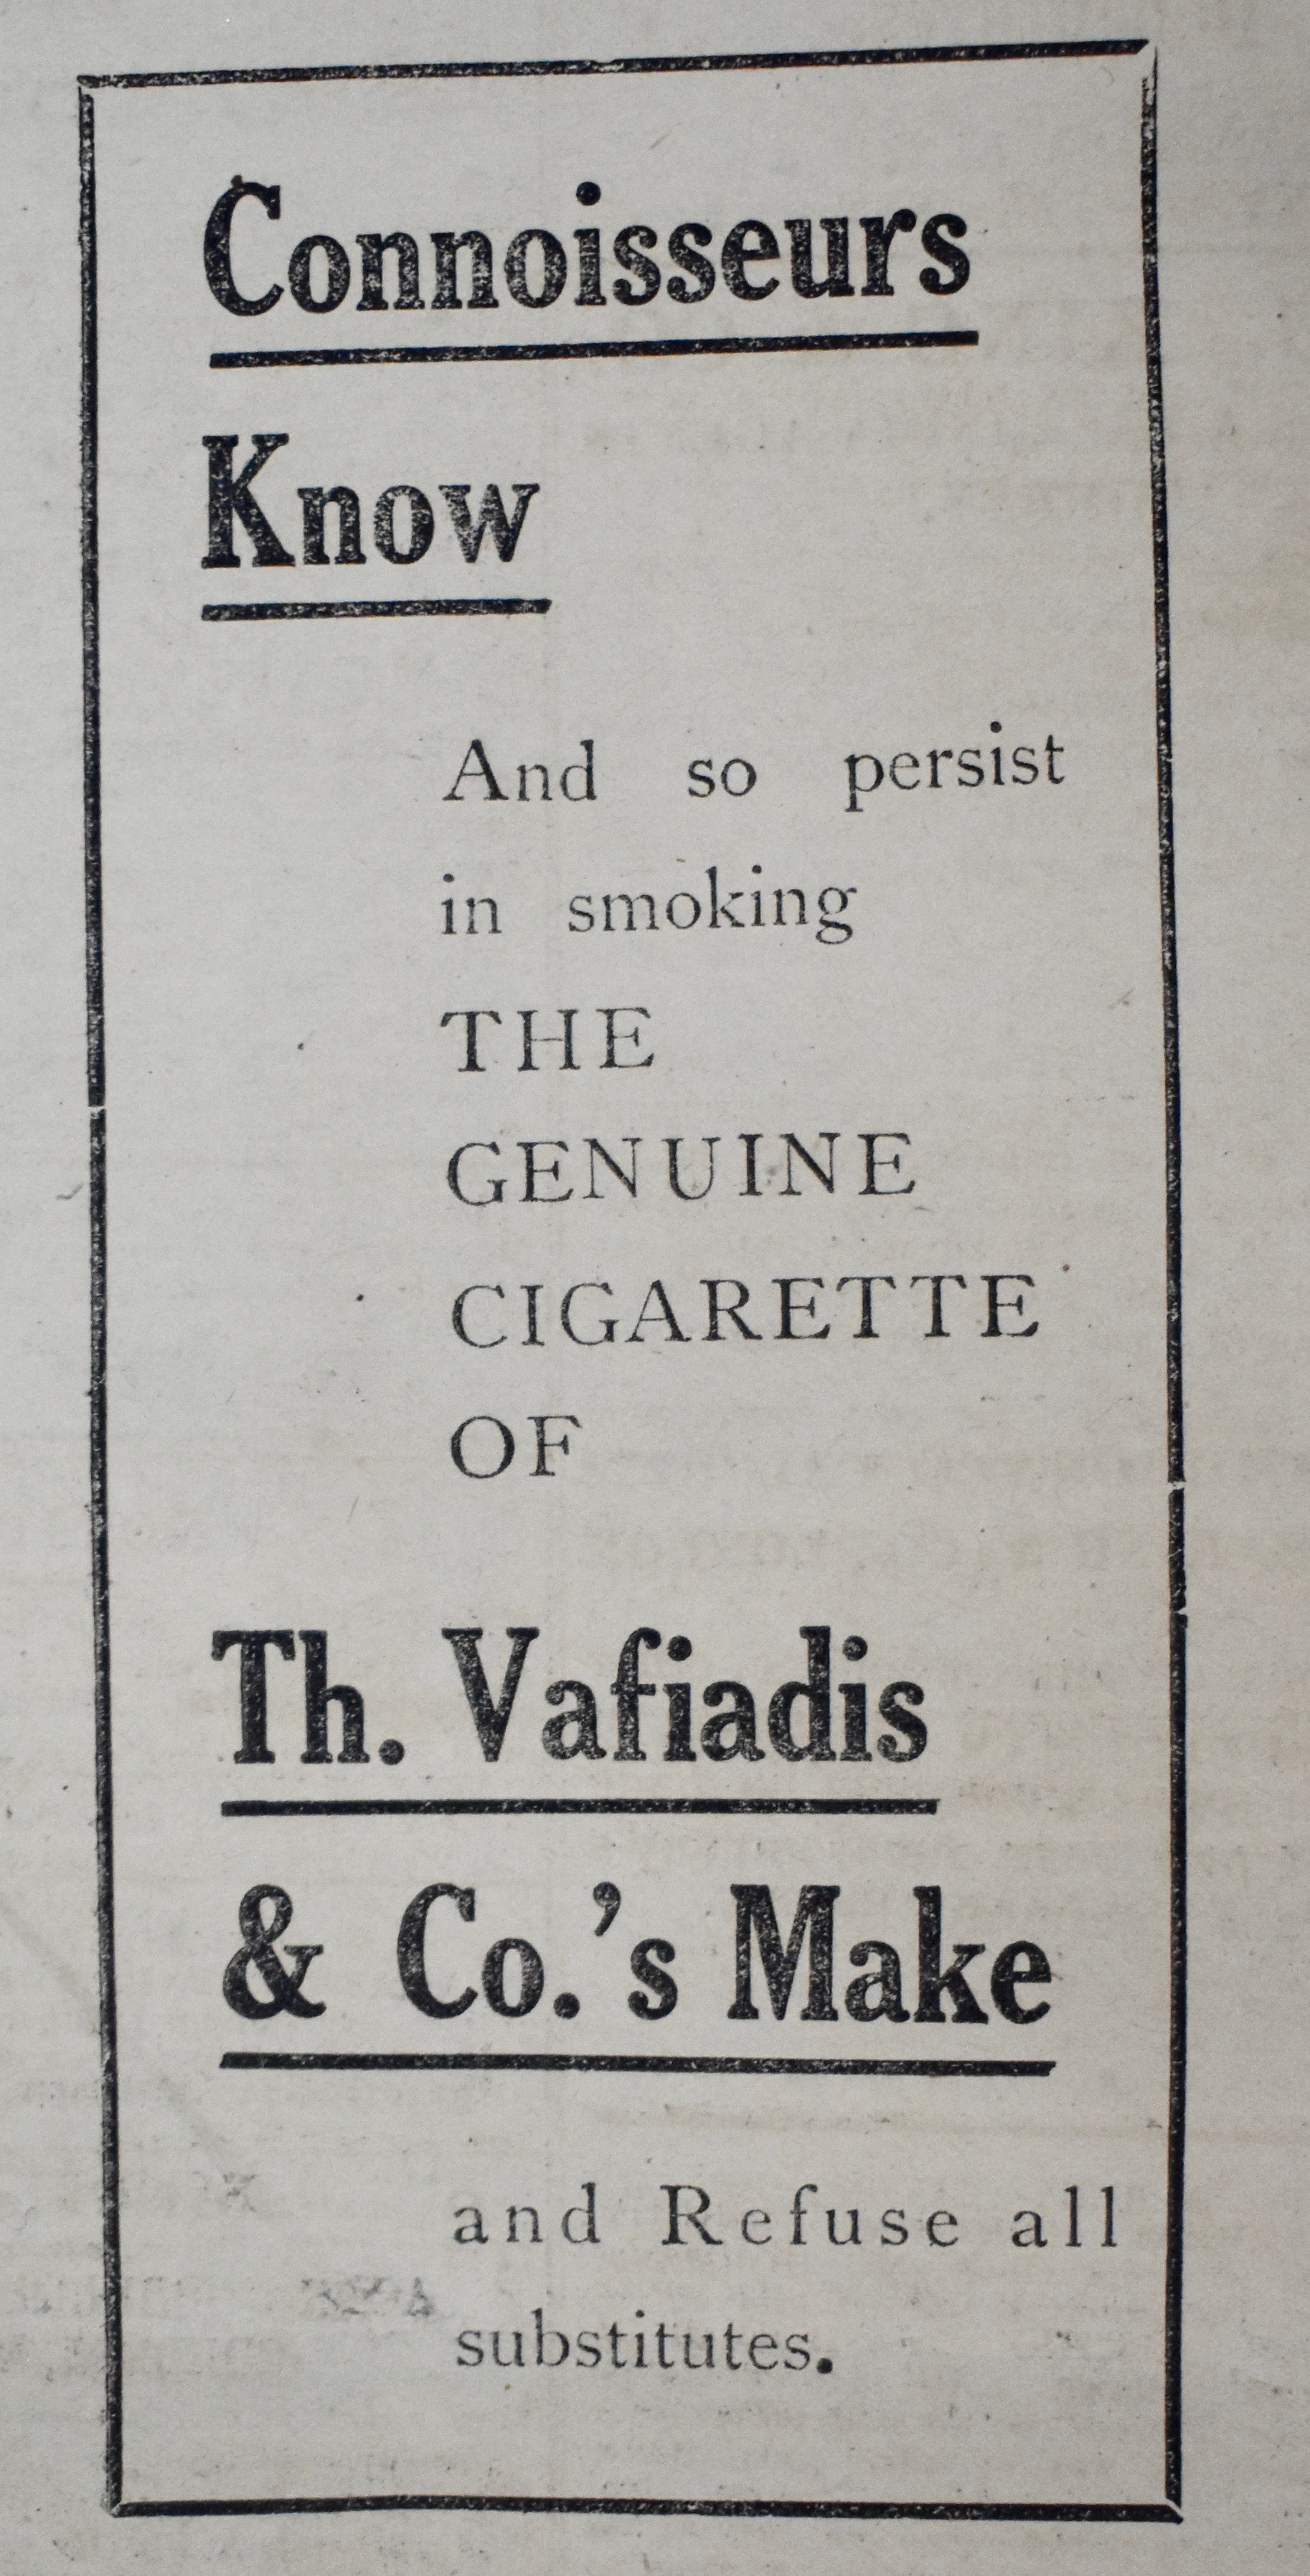 Connoisseurs
Know
And so persist
in smoking
THE
GENUINE
CIGARETTE
OF
Th. Vafiadis
& Co.'s Make
and Refuse all
substitutes.